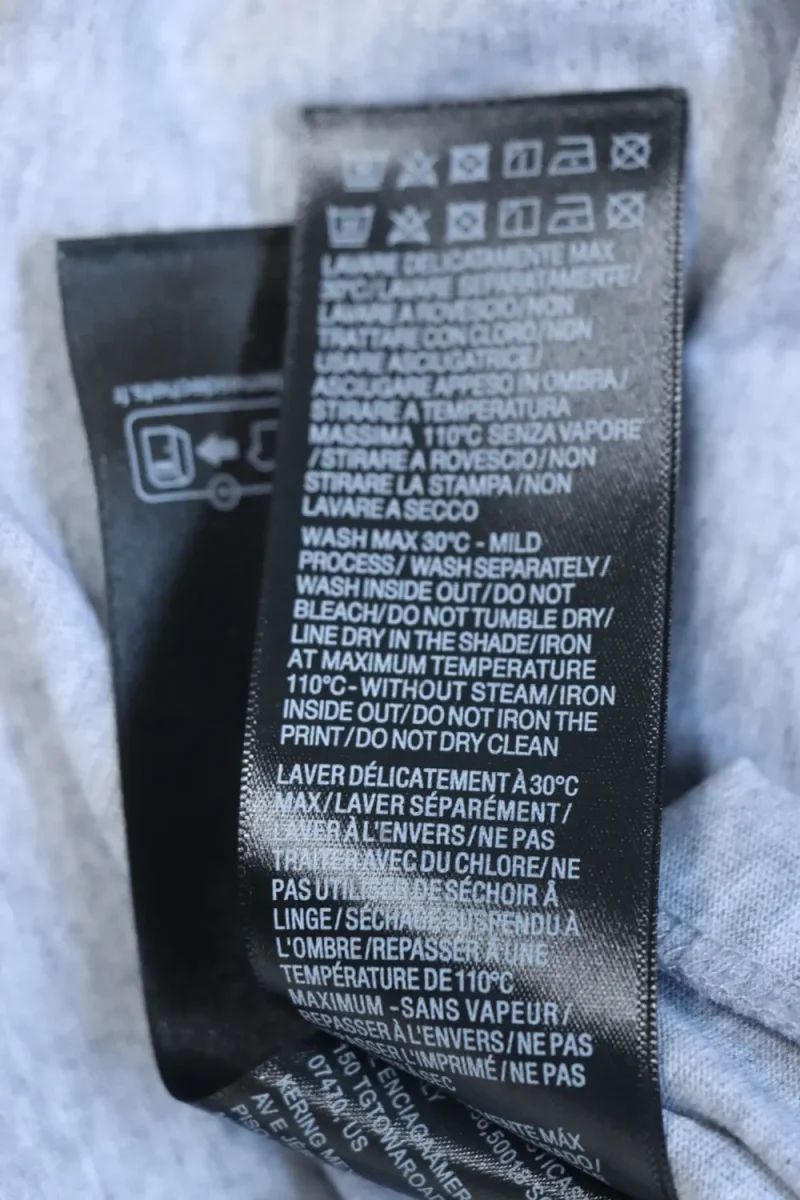 LAVARE DELICATAMENTE MAX
30°C/LAVARE SEPARATAMENTE/
LAVARE A ROVESCIO/NON
TRATTARE CON CLORO/NON
USARE ASCIUGATRICE/
ASCIUGARE APPESO IN OMBRA/
STIRARE A TEMPERATURA
MASSIMA 110°C SENZA VAPORE
/STIRARE A ROVESCIO/NON
STIRARE LA STAMPA/NON
LAVARE A SECCO
WASH MAX 30°C - MILD
PROCESS/ WASH SEPARATELY/
WASH INSIDE OUT/DO NOT
BLEACH/DO NOT TUMBLE DRY/
LINE DRY IN THE SHADE/IRON
AT MAXIMUM TEMPERATURE
110°C-WITHOUT STEAM/IRON
INSIDE OUT/DO NOT IRON THE
PRINT/DO NOT DRY CLEAN
LAVER DÉLICATEMENT À 30°C
MAX/LAVER SÉPARÉMENT/
LAVER À L'ENVERS/NE PAS
TRAITER AVEC DU CHLORE/NE
PAS UTILISER DE SÉCHOIR Â
LINGE/SÉCHAGE SUSPENDU À
L'OMBRE/REPASSER À UNE
TEMPÉRATURE DE 110°C
MAXIMUM -SANS VAPEUR/
REPASSER À L'ENVERS/NE PAS
L'IMPRIMÉ/NE PAS
07470/US
KERING
AV E